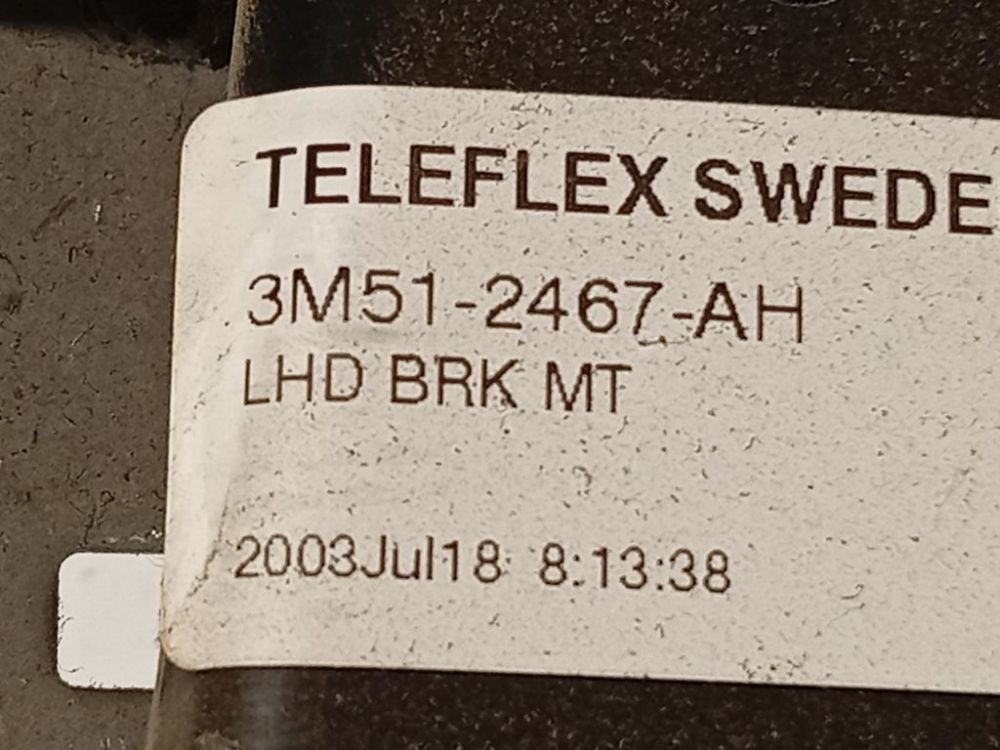 TELEFLEX SWEDE
3M51-2467-AH
LHD BRK MT
2003Jul18 8:13:38